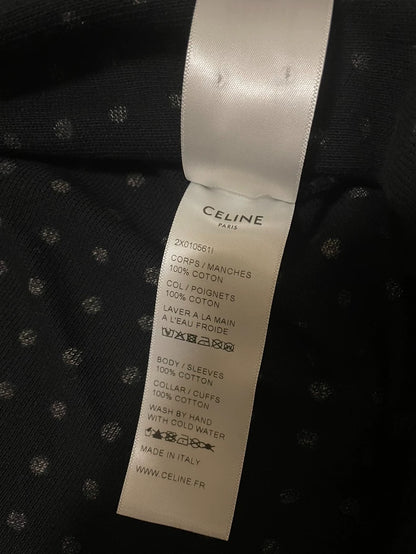 CELINE
PARIS
2X010561I
CORPS / MANCHES
100% COTON
COL / POIGNETS
100% COTON
LAVER A LA MAIN
A L'EAU FROIDE
BODY / SLEEVES
100% COTTON
COLLAR / CUFFS
100% COTTON
WASH BY HAND
WITH COLD WATER
MADE IN ITALY
WWW.CELINE.FR